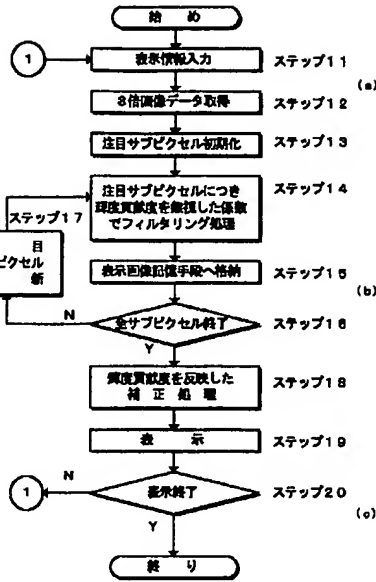 始め
1
表示情報入力
ステップ11
(a)
3倍画像データ取得
ステップ12
注目サブピクセル初期化
ステップ13
注目サブピクセルにつき
輝度貢献度を反映した係数
でフィルタリング処理
ステップ14
ステップ17
目
ピクセル
新
表示画像記憶手段へ格納
ステップ15
(b)
全サブピクセル終了
ステップ16
N
Y
輝度貢献度を反映した
補正処理
ステップ18
表示
ステップ19
表示終了
ステップ20
N
1
(c)
Y
終り